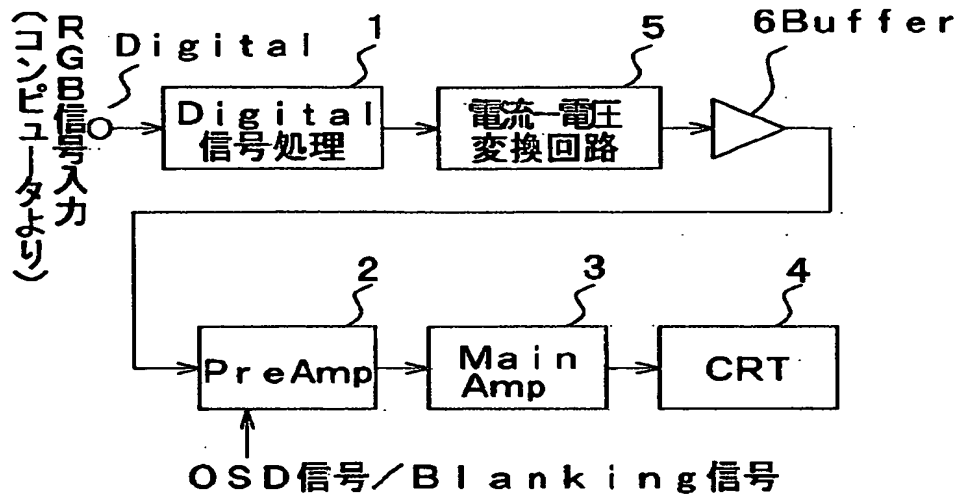 RGB信号入力
(コンピュータより)
Digital
1
Digital
信号処理
5
電流ー電圧
変換回路
6Buffer
2
PreAmp
3
Main
Amp
4
CRT
OSD信号/Blanking信号